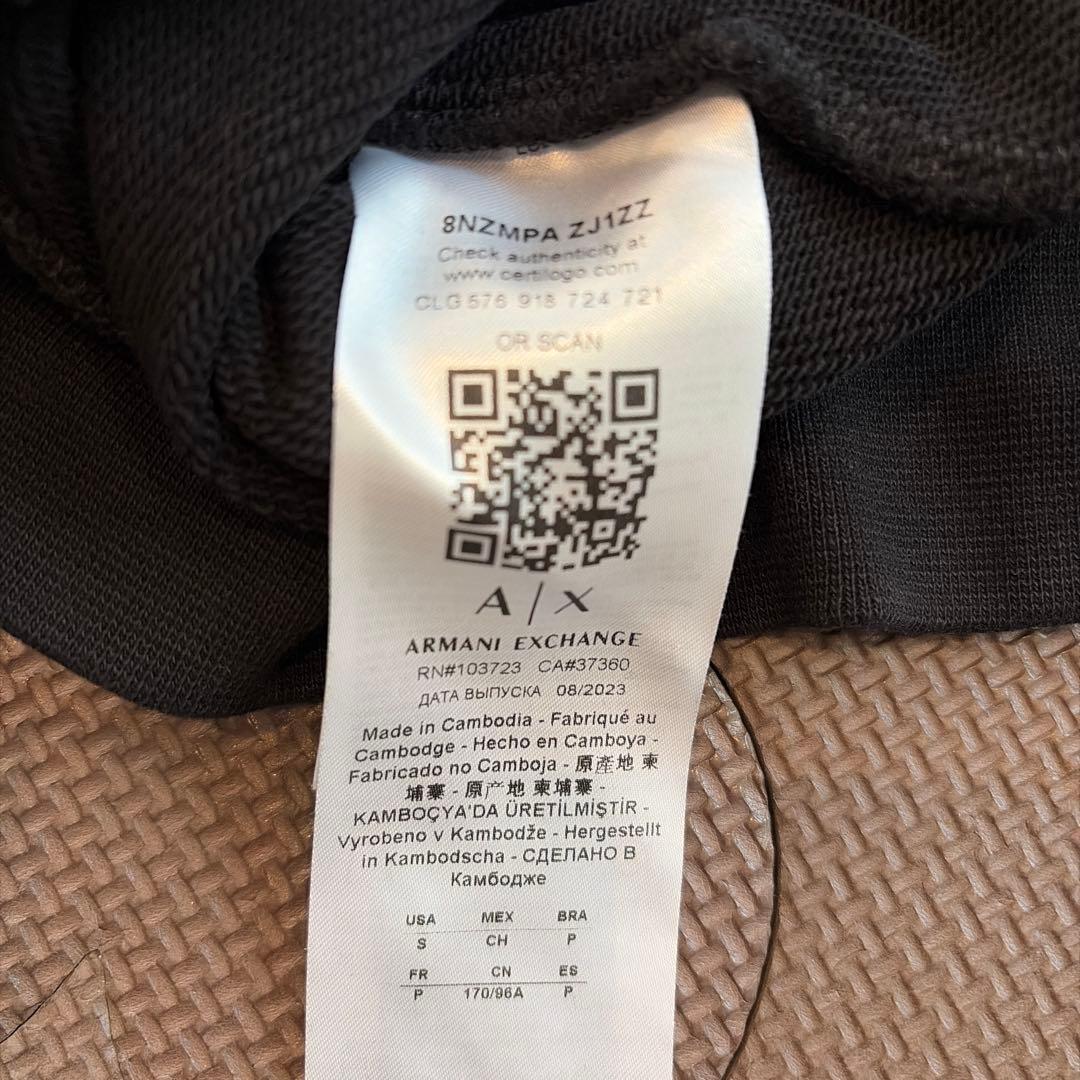 8NZMPA ZJ1ZZ
Check authenticity at
www certilogo com
CLG 576 918 724 721
OR SCAN
A/X
ARMANI EXCHANGE
RN#103723 CA#37360
ДАТА ВЫПУСКА 08/2023
Made in Cambodia - Fabriqué au
Cambodge - Hecho en Camboya -
Fabricado no Camboja - 原產地 柬
埔寨 - 原产地 柬埔寨 -
KAMBOÇYA'DA ÜRETİLMİŞTİR -
Vyrobeno v Kambodže - Hergestellt
in Kambodscha - СДЕЛАНО В
Камбодже
USA MEX BRA
S CH P
FR CN ES
P 170/96A P